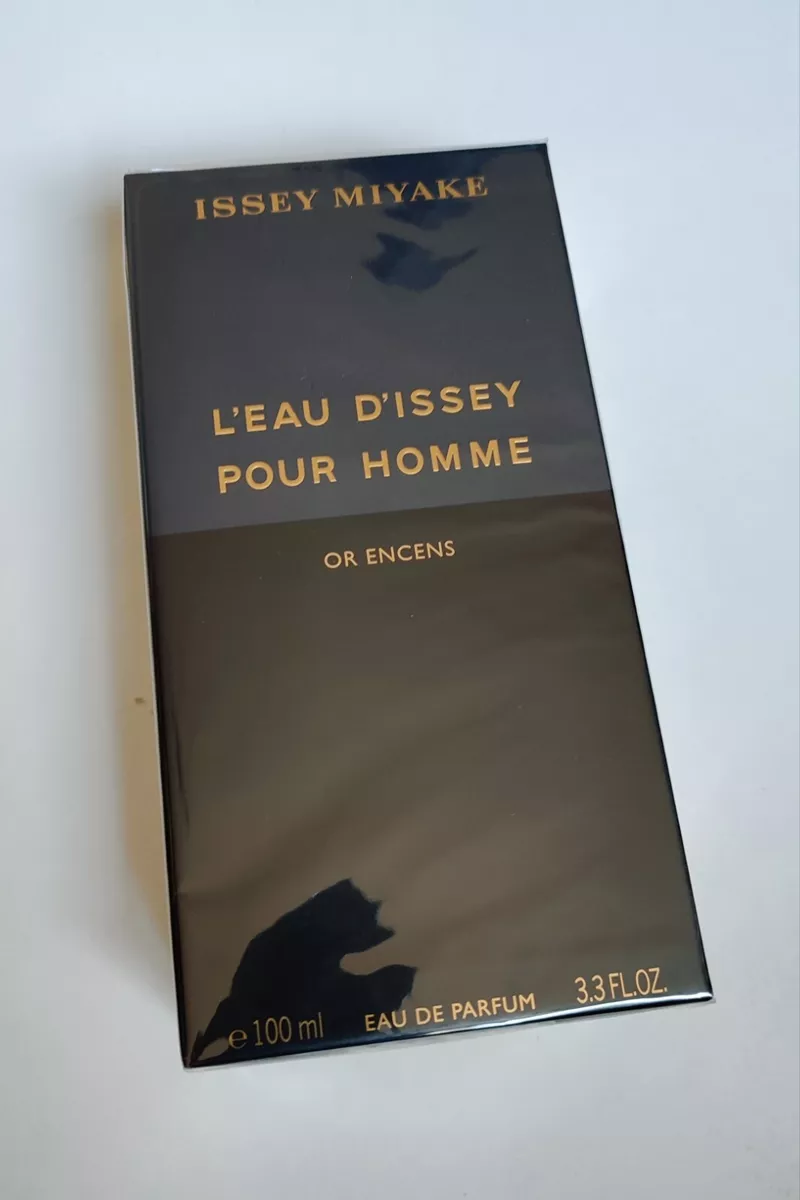 ISSEY MIYAKE
L'EAU D'ISSEY
POUR HOMME
OR ENCENS
℮ 100 ml EAU DE PARFUM 3.3 FL.OZ.